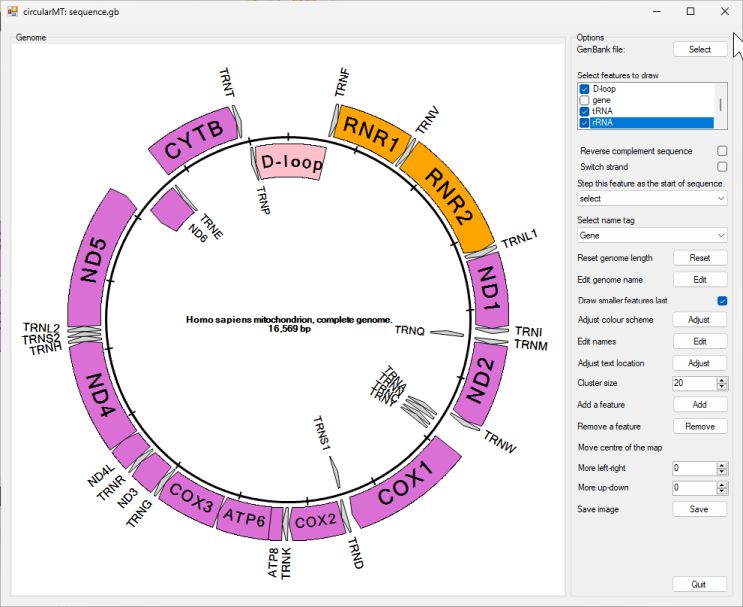 circularMT: sequence.gb
Genome
TRNT
TRNF
CYTB
RNR1
TRNV
D-loop
RNR2
TRNP
TRNE
ND6
TRNL1
ND5
ND1
Homo sapiens mitochondrion, complete genome.
16,569 bp
TRNQ
TRNI
TRNM
TRNL2
TRNS2
TRNH
ND2
ND4
TRNW
TRNS1
COX1
ND4L
TRNR
ND3
TRNG
COX3
ATP6
COX2
ATP8
TRNK
TRND
Options
GenBank file:
Select
Select features to draw
D-loop
gene
tRNA
rRNA
Reverse complement sequence
Switch strand
Step this feature as the start of sequence.
select
Select name tag
Gene
Reset genome length
Reset
Edit genome name
Edit
Draw smaller features last
Adjust colour scheme
Adjust
Edit names
Edit
Adjust text location
Adjust
Cluster size
20
Add a feature
Add
Remove a feature
Remove
Move centre of the map
More left-right
0
More up-down
0
Save image
Save
Quit